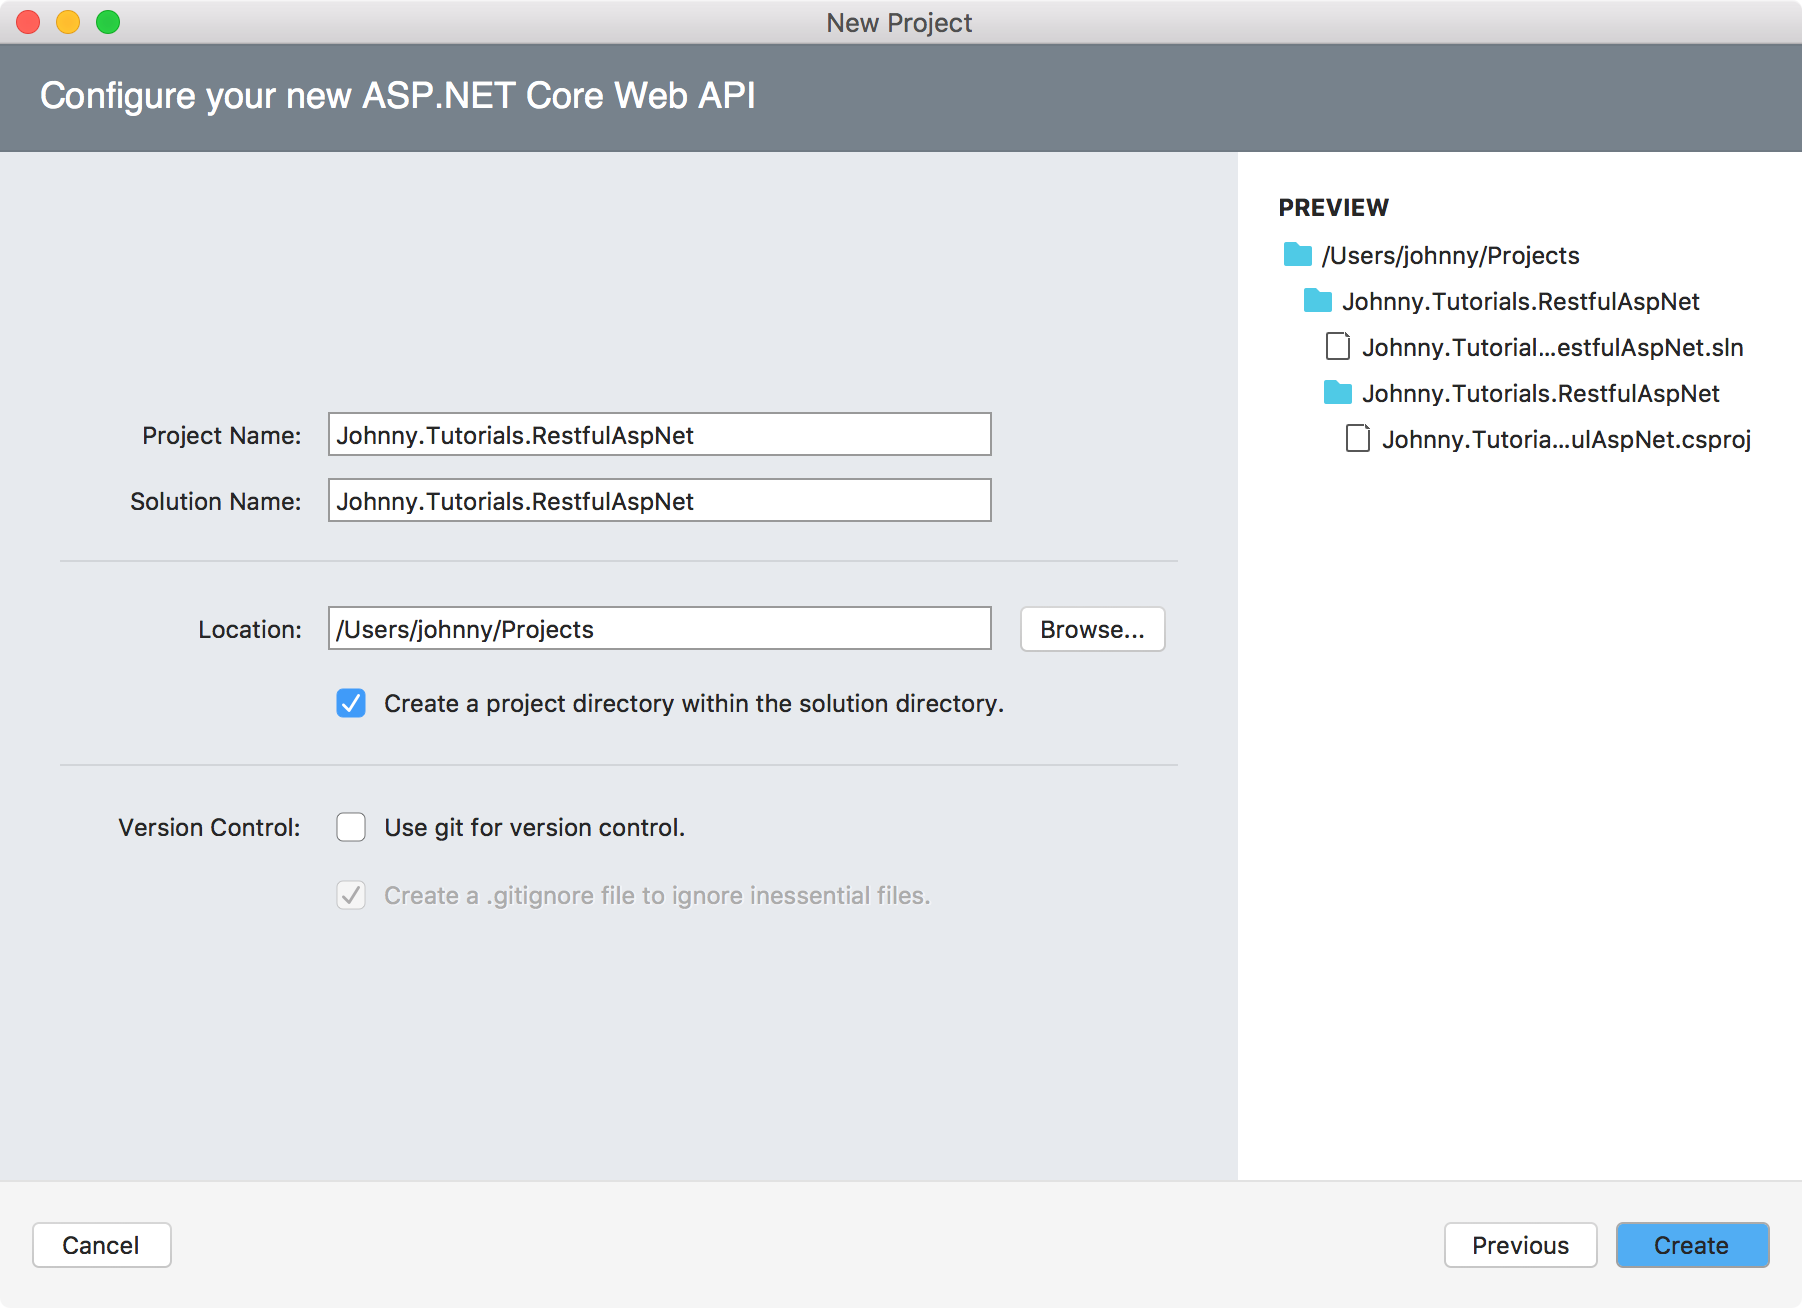 New Project
Configure your new ASP.NET Core Web API
Project Name: Johnny.Tutorials.RestfulAspNet
Solution Name: Johnny.Tutorials.RestfulAspNet
Location: /Users/johnny/Projects Browse...
Create a project directory within the solution directory.
Version Control: Use git for version control.
Create a .gitignore file to ignore inessential files.
PREVIEW
/Users/johnny/Projects
Johnny.Tutorials.RestfulAspNet
Johnny.Tutorial...estfulAspNet.sln
Johnny.Tutorials.RestfulAspNet
Johnny.Tutoria...ulAspNet.csproj
Cancel Previous Create